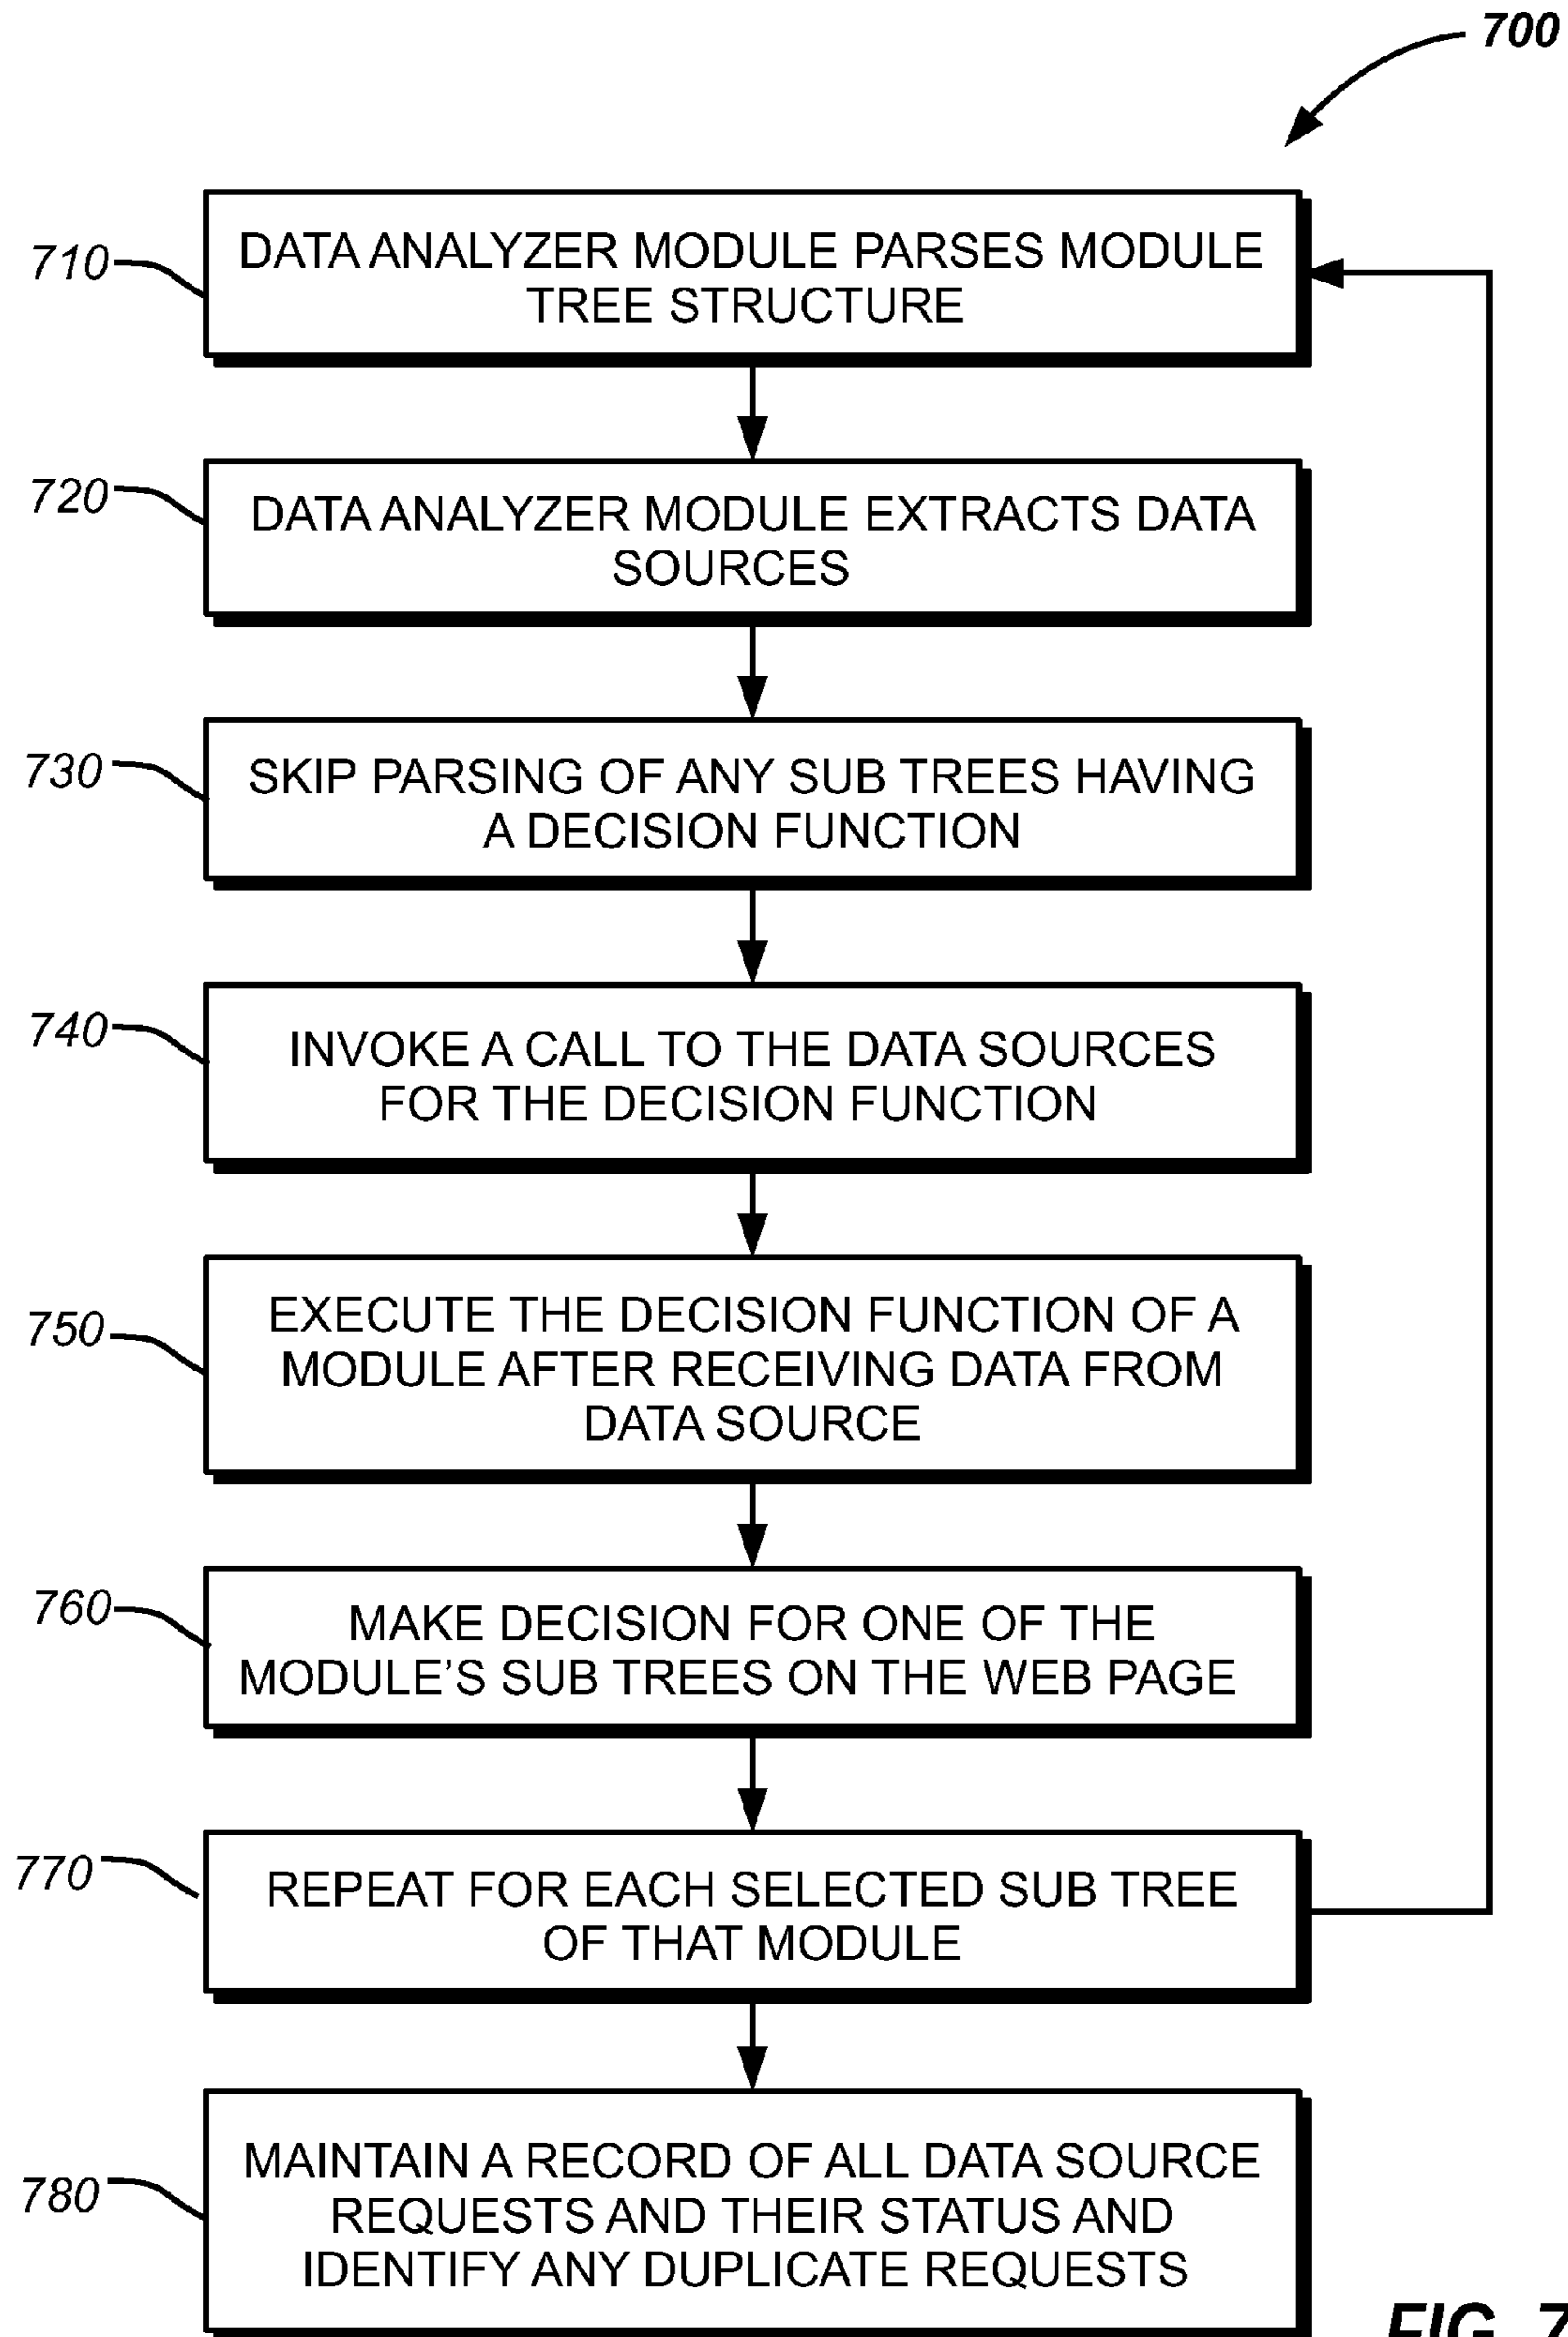 700
710
DATA ANALYZER MODULE PARSES MODULE
TREE STRUCTURE
720
DATA ANALYZER MODULE EXTRACTS DATA
SOURCES
730
SKIP PARSING OF ANY SUB TREES HAVING
A DECISION FUNCTION
740
INVOKE A CALL TO THE DATA SOURCES
FOR THE DECISION FUNCTION
750
EXECUTE THE DECISION FUNCTION OF A
MODULE AFTER RECEIVING DATA FROM
DATA SOURCE
760
MAKE DECISION FOR ONE OF THE
MODULE'S SUB TREES ON THE WEB PAGE
770
REPEAT FOR EACH SELECTED SUB TREE
OF THAT MODULE
780
MAINTAIN A RECORD OF ALL DATA SOURCE
REQUESTS AND THEIR STATUS AND
IDENTIFY ANY DUPLICATE REQUESTS
FIG. 7